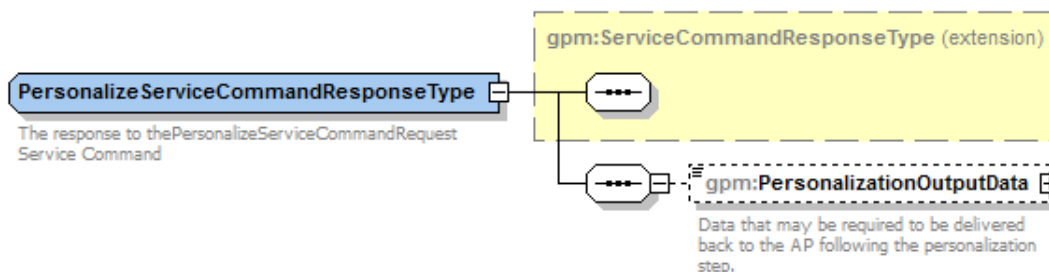 gpm:ServiceCommandResponseType (extension)
PersonalizeServiceCommandResponseType
The response to thePersonalizeServiceCommandRequest
Service Command
gpm:PersonalizationOutputData
Data that may be required to be delivered
back to the AP following the personalization
step.